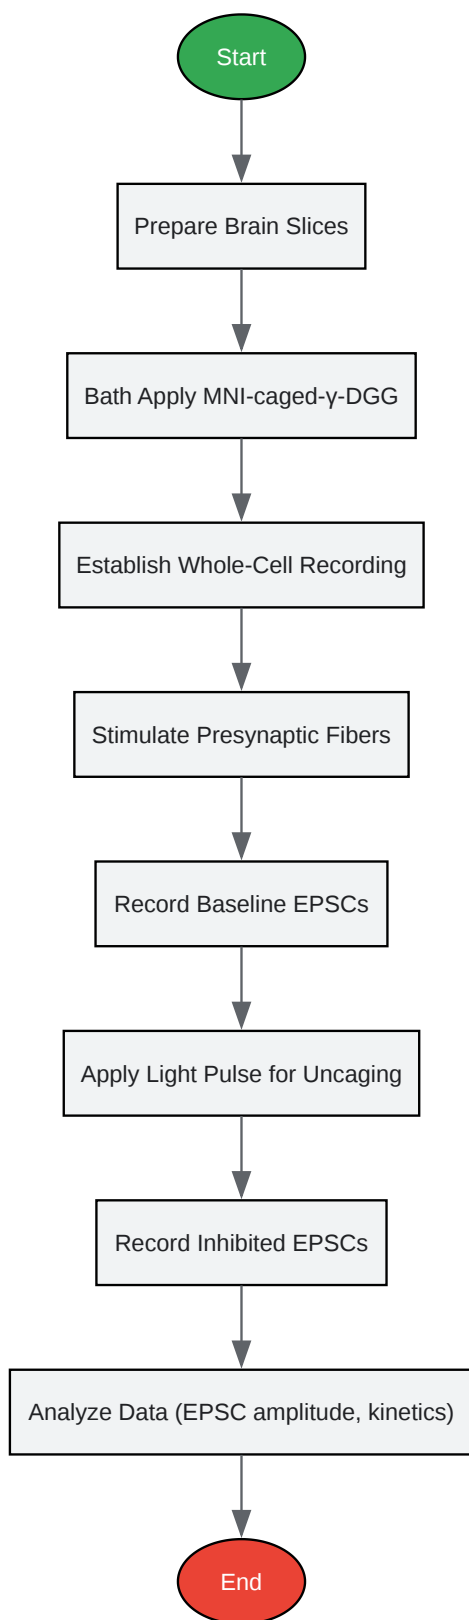 Start
Prepare Brain Slices
Bath Apply MNI-caged-γ-DGG
Establish Whole-Cell Recording
Stimulate Presynaptic Fibers
Record Baseline EPSCs
Apply Light Pulse for Uncaging
Record Inhibited EPSCs
Analyze Data (EPSC amplitude, kinetics)
End